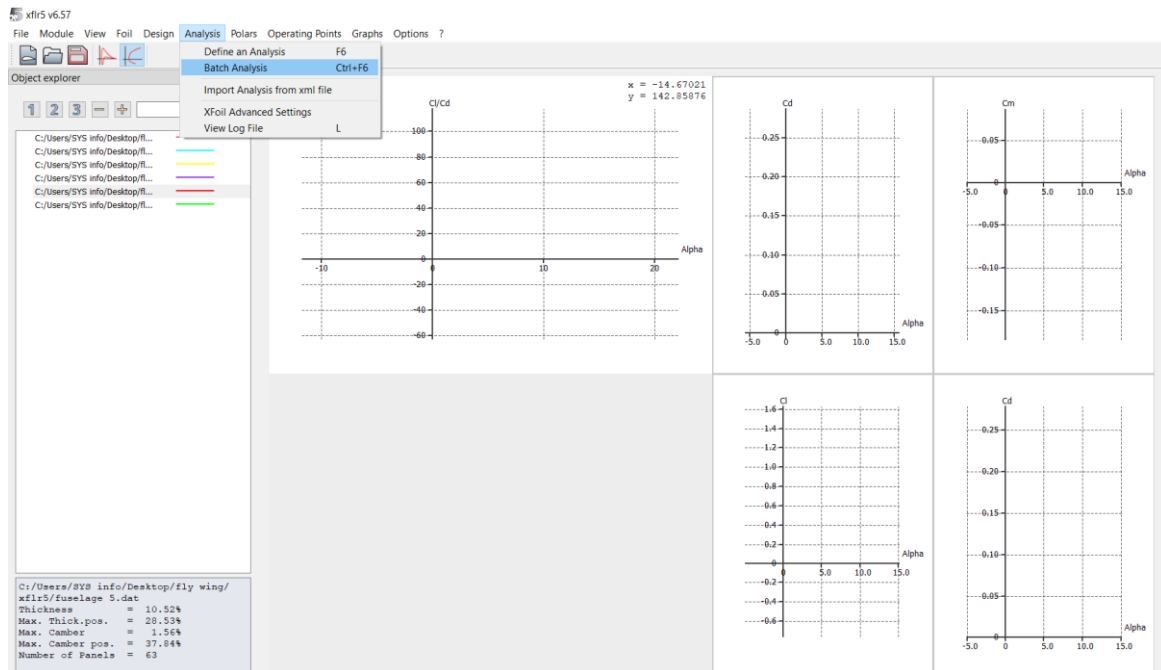 xflr5 v6.57
File Module View Foil Design Analysis Polars Operating Points Graphs Options ?
Define an Analysis F6
Batch Analysis Ctrl+F6
Import Analysis from xml file
XFoil Advanced Settings
View Log File L
Object explorer
1 2 3 − +
C:/Users/SYS info/Desktop/fl...
C:/Users/SYS info/Desktop/fl...
C:/Users/SYS info/Desktop/fl...
C:/Users/SYS info/Desktop/fl...
C:/Users/SYS info/Desktop/fl...
C:/Users/SYS info/Desktop/fl...
x = -14.67021
y = 142.85876
Cl/Cd
100
80
60
40
20
0
-20
-40
-60
-10 0 10 20
Alpha
Cd
0.25
0.20
0.15
0.10
0.05
0
-5.0 0 5.0 10.0 15.0
Alpha
Cm
0.05
0
-0.05
-0.10
-0.15
-5.0 0 5.0 10.0 15.0
Alpha
Cl
1.6
1.4
1.2
1.0
0.8
0.6
0.4
0.2
0
-0.2
-0.4
-0.6
0 5.0 10.0 15.0
Alpha
Cd
0.25
0.20
0.15
0.10
0.05
0
-5.0 0 5.0 10.0 15.0
Alpha
C:/Users/SYS info/Desktop/fly wing/
xflr5/fuselage 5.dat
Thickness = 10.52%
Max. Thick.pos. = 28.53%
Max. Camber = 1.56%
Max. Camber pos. = 37.84%
Number of Panels = 63